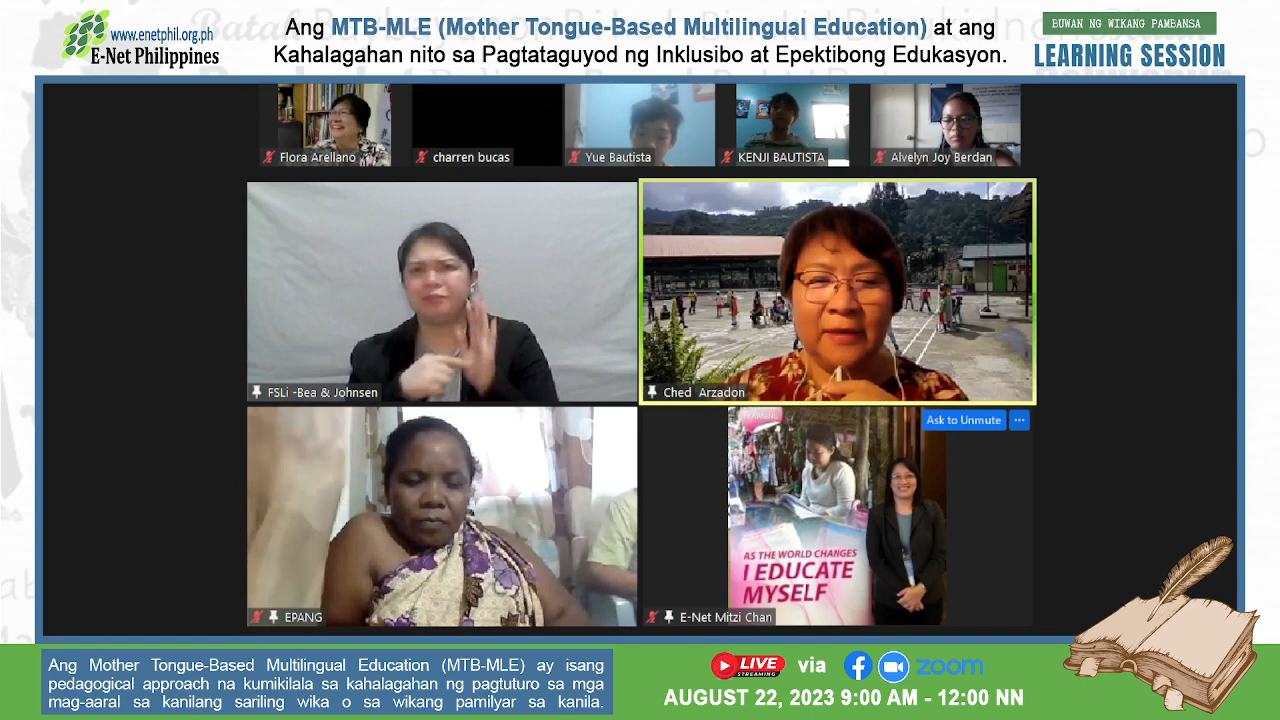 www.enetphil.org.ph
E-Net Philippines
Ang MTB-MLE (Mother Tongue-Based Multilingual Education) at ang
Kahalagahan nito sa Pagtataguyod ng Inklusibo at Epektibong Edukasyon.
BUWAN NG WIKANG PAMBANSA
LEARNING SESSION
Flora Arellano
charren bucas
Yue Bautista
KENJI BAUTISTA
Alvelyn Joy Berdan
FSLi -Bea & Johnsen
Ched Arzadon
EPANG
Ask to Unmute
AS THE WORLD CHANGES
I EDUCATE
MYSELF
E-Net Mitzi Chan
Ang Mother Tongue-Based Multilingual Education (MTB-MLE) ay isang
pedagogical approach na kumikilala sa kahalagahan ng pagtuturo sa mga
mag-aaral sa kanilang sariling wika o sa wikang pamilyar sa kanila.
LIVE
STREAMING
via
zoom
AUGUST 22, 2023 9:00 AM - 12:00 NN